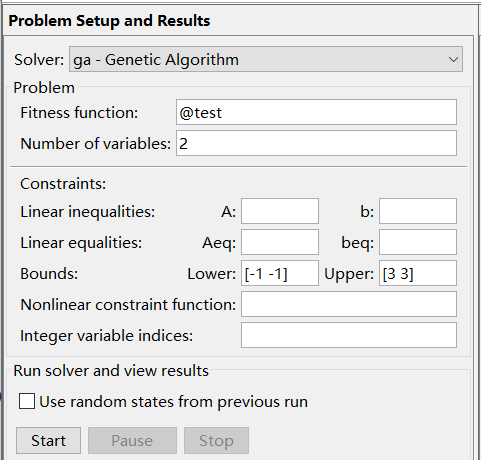 Problem Setup and Results
Solver: ga - Genetic Algorithm
Problem
Fitness function: @test
Number of variables: 2
Constraints:
Linear inequalities: A: b:
Linear equalities: Aeq: beq:
Bounds: Lower: [-1 -1] Upper: [3 3]
Nonlinear constraint function:
Integer variable indices:
Run solver and view results
Use random states from previous run
Start Pause Stop